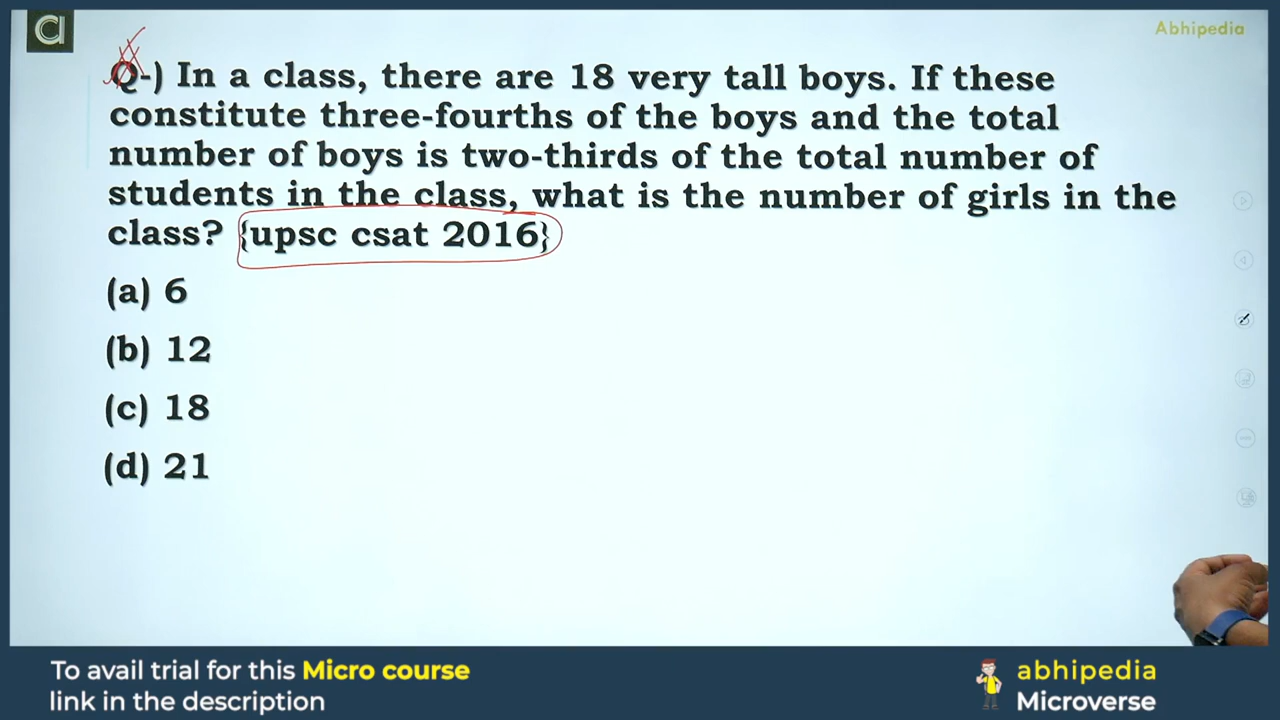 a
Abhipedia
Q-) In a class, there are 18 very tall boys. If these
constitute three-fourths of the boys and the total
number of boys is two-thirds of the total number of
students in the class, what is the number of girls in the
class? {upsc csat 2016}
(a) 6
(b) 12
(c) 18
(d) 21
To avail trial for this Micro course
link in the description
abhipedia
Microverse